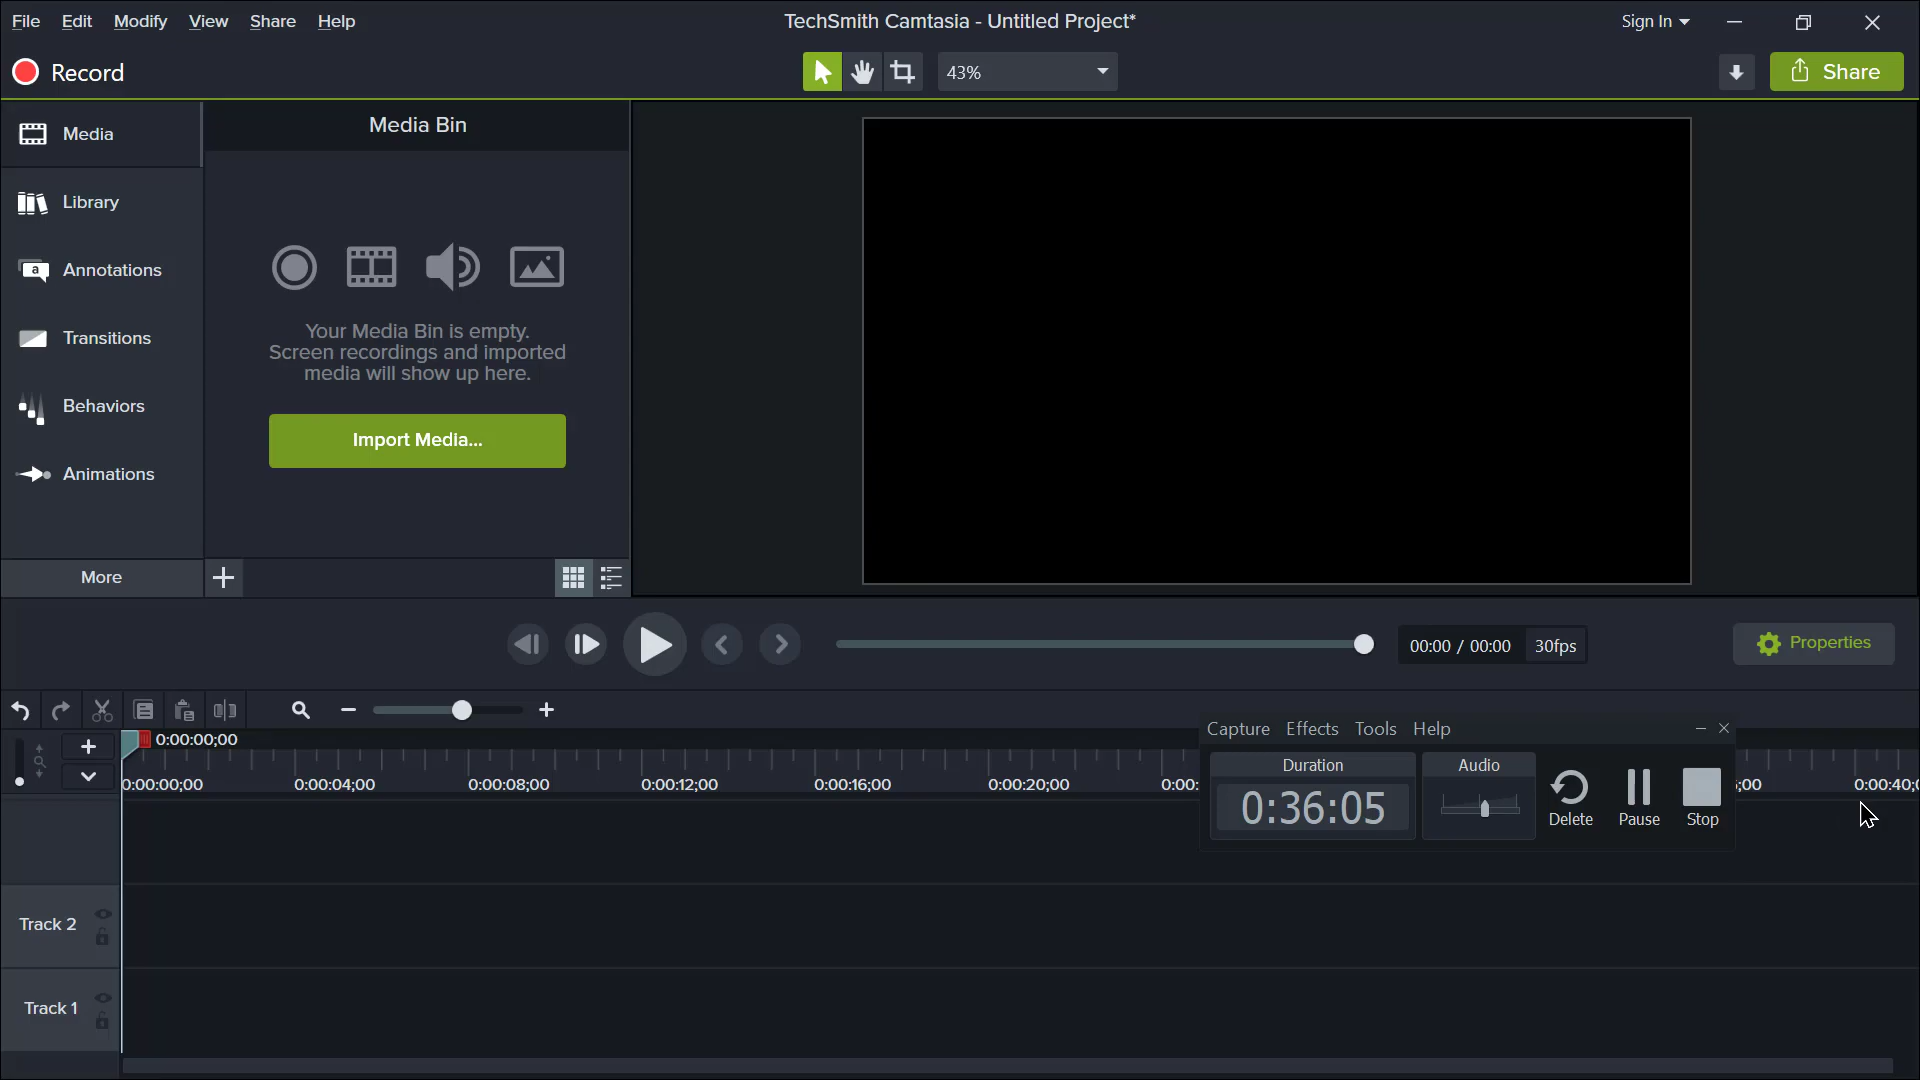 File Edit Modify View Share Help
TechSmith Camtasia - Untitled Project*
Sign In
Record
43%
Share
Media
Media Bin
Library
Annotations
Transitions
Behaviors
Animations
Your Media Bin is empty.
Screen recordings and imported
media will show up here.
Import Media...
More
00:00 / 00:00 30fps
Properties
0:00:00;00
0:00:00;00 0:00:04;00 0:00:08;00 0:00:12;00 0:00:16;00 0:00:20;00 0:00: ;00 0:00:40;
Capture Effects Tools Help
Duration
0:36:05
Audio
Delete Pause Stop
Track 2
Track 1